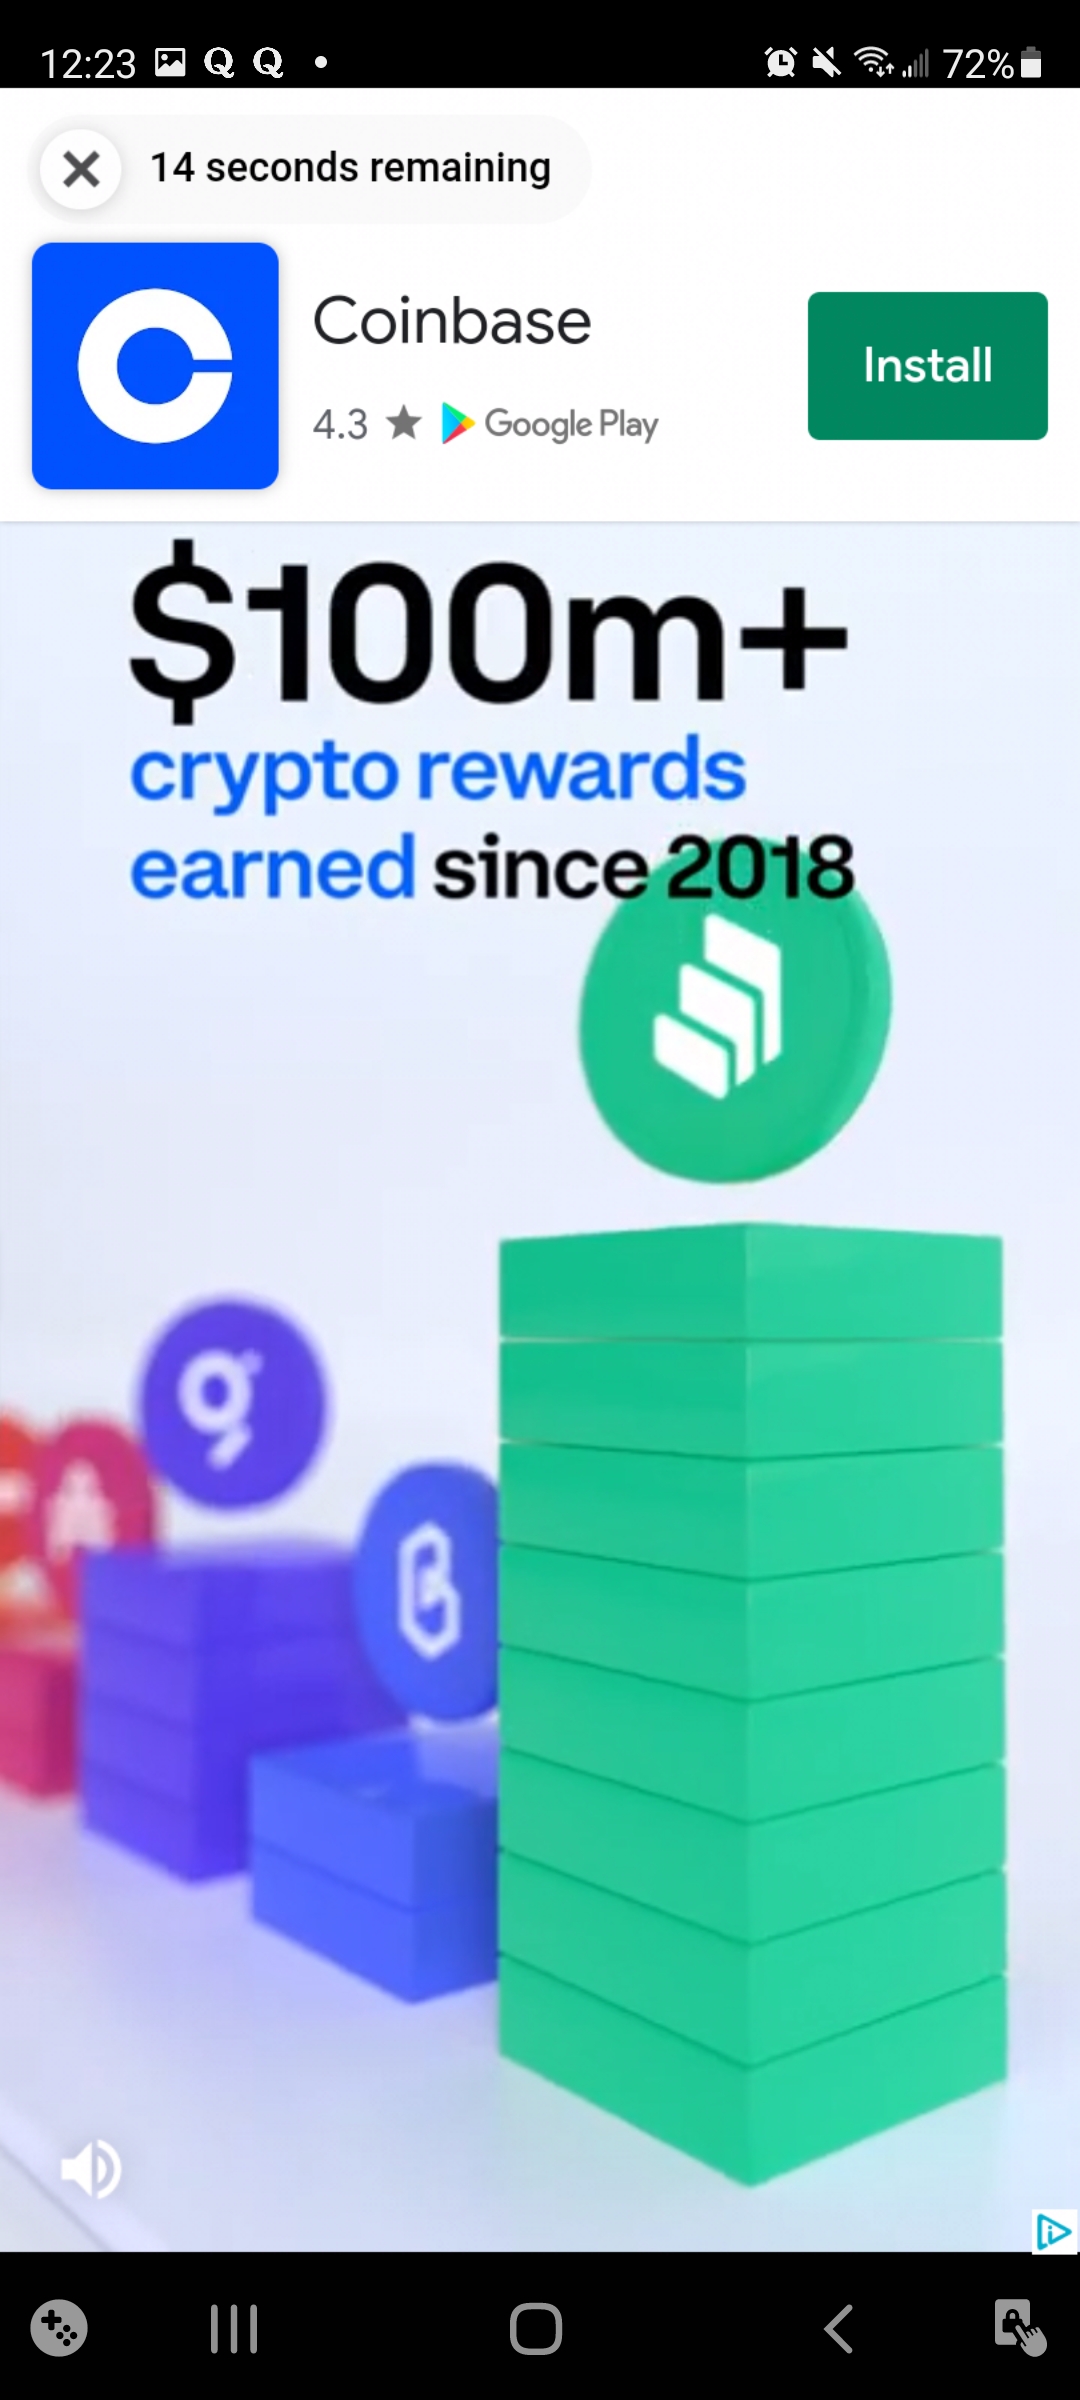 12:23 Q Q 72%
14 seconds remaining
Coinbase
4.3 ★ Google Play
Install
$100m+
crypto rewards
earned since 2018